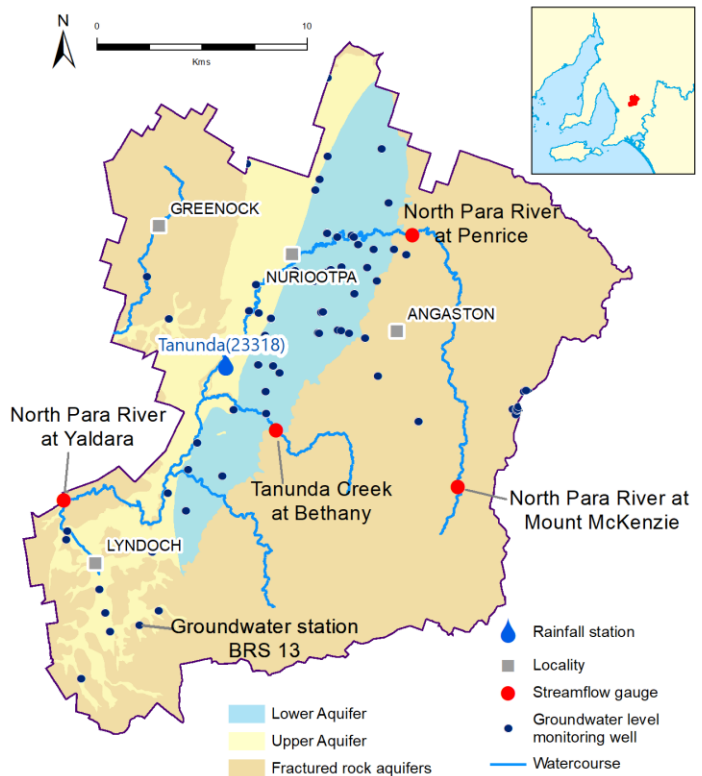 N
0
10
Kms
GREENOCK
North Para River
at Penrice
NURIOOTPA
ANGASTON
Tanunda(23318)
North Para River
at Yaldara
Tanunda Creek
at Bethany
North Para River at
Mount McKenzie
LYNDOCH
Groundwater station
BRS 13
Rainfall station
Locality
Streamflow gauge
Groundwater level
monitoring well
Watercourse
Lower Aquifer
Upper Aquifer
Fractured rock aquifers